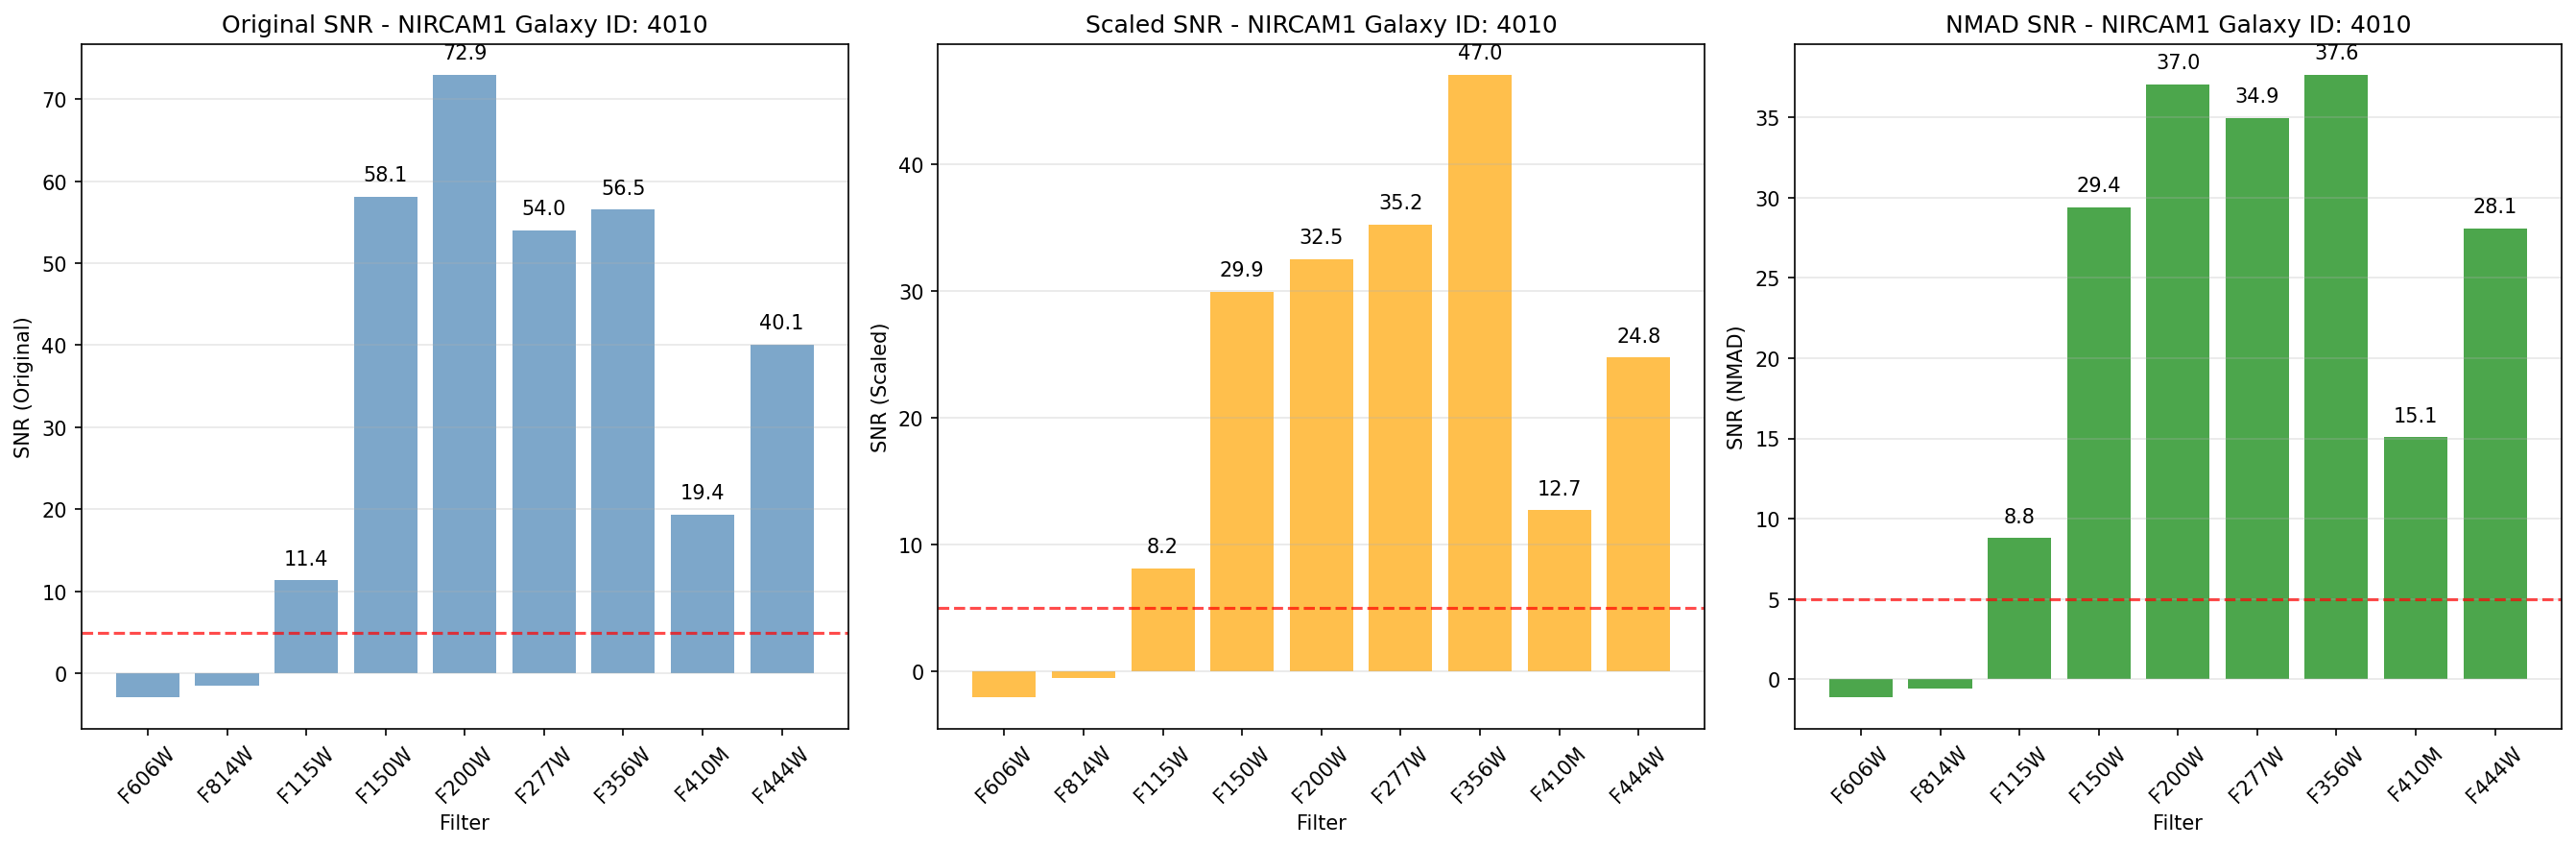 Original SNR - NIRCAM1 Galaxy ID: 4010
SNR (Original)
70
60
50
40
30
20
10
0
72.9
58.1
56.5
54.0
40.1
19.4
11.4
F606W
F814W
F115W
F150W
F200W
F277W
F356W
F410M
F444W
Filter
Scaled SNR - NIRCAM1 Galaxy ID: 4010
SNR (Scaled)
40
30
20
10
0
47.0
35.2
32.5
29.9
24.8
12.7
8.2
F606W
F814W
F115W
F150W
F200W
F277W
F356W
F410M
F444W
Filter
NMAD SNR - NIRCAM1 Galaxy ID: 4010
SNR (NMAD)
35
30
25
20
15
10
5
0
37.6
37.0
34.9
29.4
28.1
15.1
8.8
F606W
F814W
F115W
F150W
F200W
F277W
F356W
F410M
F444W
Filter